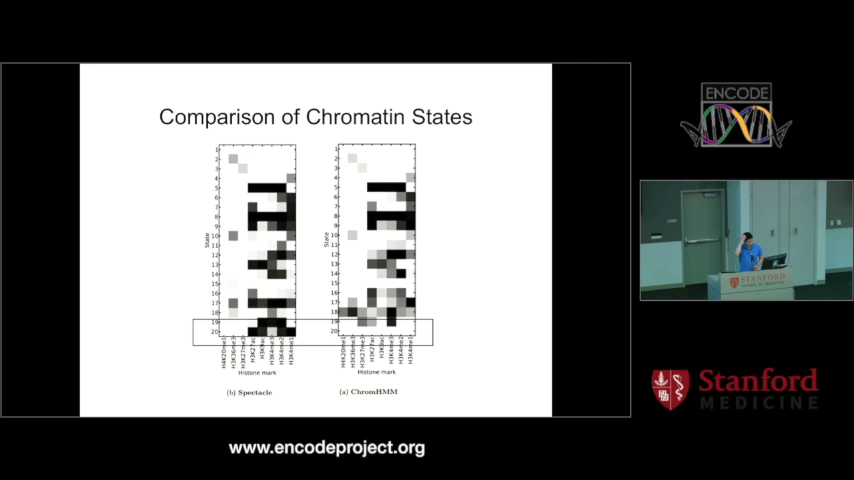 Comparison of Chromatin States
1
2
3
4
5
6
7
8
9
10
11
12
13
14
15
16
17
18
19
20
State
H4K20me1
H3K36me3
H3K27me3
H3K27ac
H3K9ac
H3K4me3
H3K4me2
H3K4me1
Histone mark
(b) Spectacle
1
2
3
4
5
6
7
8
9
10
11
12
13
14
15
16
17
18
19
20
State
H4K20me1
H3K36me3
H3K27me3
H3K27ac
H3K9ac
H3K4me3
H3K4me2
H3K4me1
Histone mark
(a) ChromHMM
ENCODE
STANFORD
SCHOOL OF MEDICINE
Stanford
MEDICINE
www.encodeproject.org